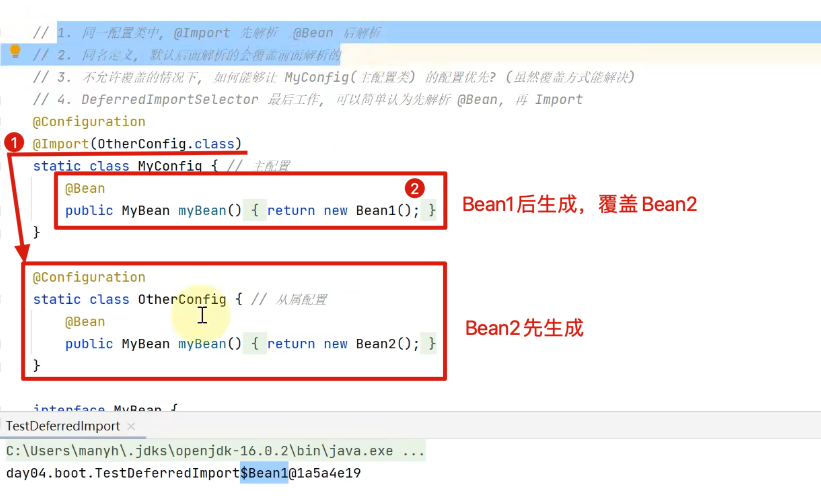 // 1. 同一配置类中, @Import 先解析 @Bean 后解析
// 2. 同名定义, 默认后面解析的会覆盖前面解析的
// 3. 不允许覆盖的情况下, 如何能够让 MyConfig(主配置类) 的配置优先? (虽然覆盖方式能解决)
// 4. DeferredImportSelector 最后工作, 可以简单认为先解析 @Bean, 再 Import
@Configuration
1 @Import(OtherConfig.class)
static class MyConfig { // 主配置
@Bean 2
public MyBean myBean() { return new Bean1(); } Bean1后生成，覆盖Bean2
}
@Configuration
static class OtherConfig { // 从属配置
@Bean Bean2先生成
public MyBean myBean() { return new Bean2(); }
}
interface MyBean {
TestDeferredImport ×
C:\Users\manyh\.jdks\openjdk-16.0.2\bin\java.exe ...
day04.boot.TestDeferredImport$Bean1@1a5a4e19